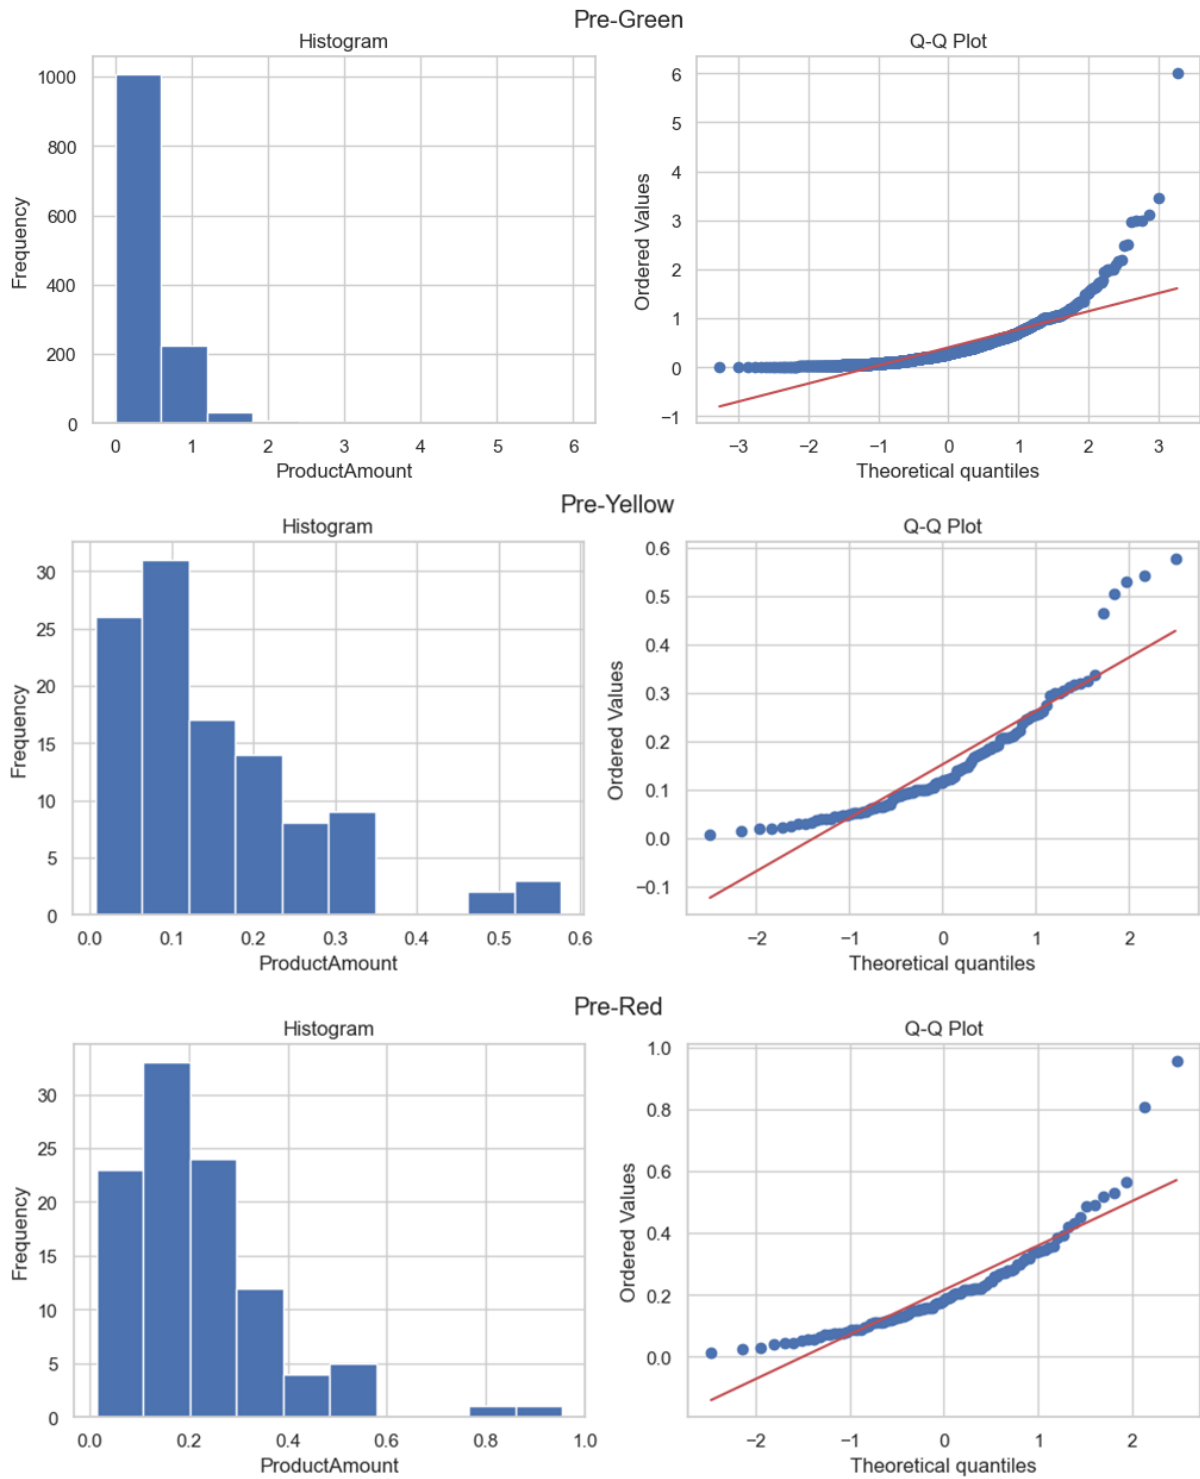 Pre-Green
Histogram
Q-Q Plot
Frequency
1000
800
600
400
200
0
0 1 2 3 4 5 6
ProductAmount
Ordered Values
6
5
4
3
2
1
0
−1
−3 −2 −1 0 1 2 3
Theoretical quantiles
Pre-Yellow
Histogram
Q-Q Plot
Frequency
30
25
20
15
10
5
0
0.0 0.1 0.2 0.3 0.4 0.5 0.6
ProductAmount
Ordered Values
0.6
0.5
0.4
0.3
0.2
0.1
0.0
−0.1
−2 −1 0 1 2
Theoretical quantiles
Pre-Red
Histogram
Q-Q Plot
Frequency
30
25
20
15
10
5
0
0.0 0.2 0.4 0.6 0.8 1.0
ProductAmount
Ordered Values
1.0
0.8
0.6
0.4
0.2
0.0
−2 −1 0 1 2
Theoretical quantiles